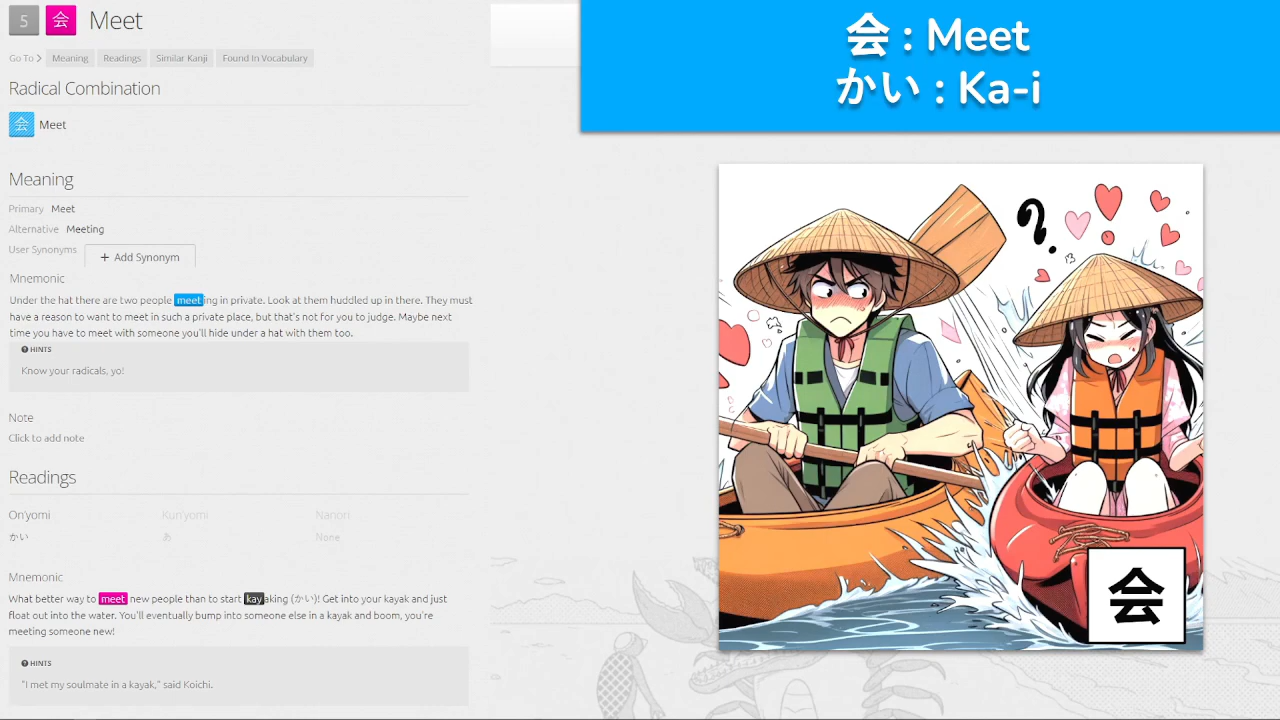 5 会 Meet
Go To Meaning Readings Similar Kanji Found In Vocabulary
Radical Combination
会 Meet
Meaning
Primary Meet
Alternative Meeting
User Synonyms + Add Synonym
Mnemonic
Under the hat there are two people meeting in private. Look at them huddled up in there. They must
have a reason to want to meet in such a private place, but that's not for you to judge. Maybe next
time you have to meet with someone you'll hide under a hat with them too.
HINTS
Know your radicals, yo!
Note
Click to add note
Readings
On'yomi Kun'yomi Nanori
かい あ None
Mnemonic
What better way to meet new people than to start kayaking (かい)! Get into your kayak and just
float out into the water. You'll eventually bump into someone else in a kayak and boom, you're
meeting someone new!
HINTS
"I met my soulmate in a kayak," said Koichi.
会 : Meet
かい : Ka-i
?
会